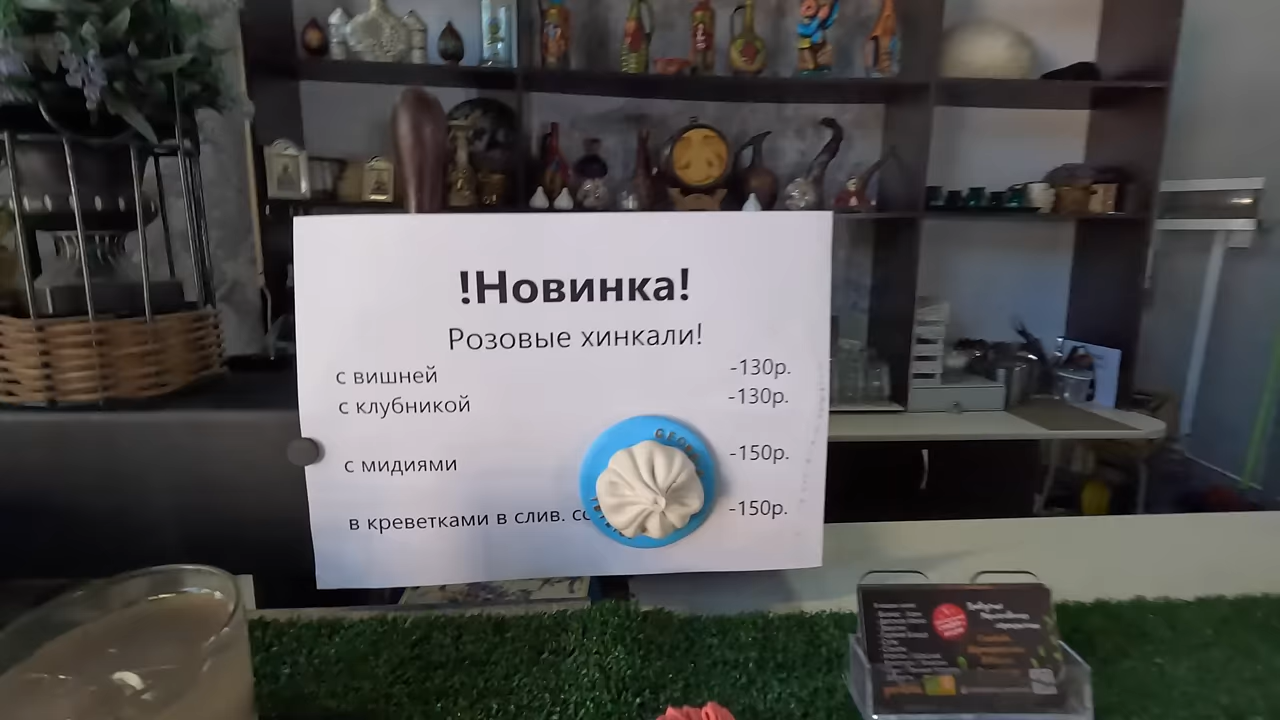 !Новинка!
Розовые хинкали!
с вишней -130р.
с клубникой -130р.
с мидиями -150р.
в креветками в слив. -150р.